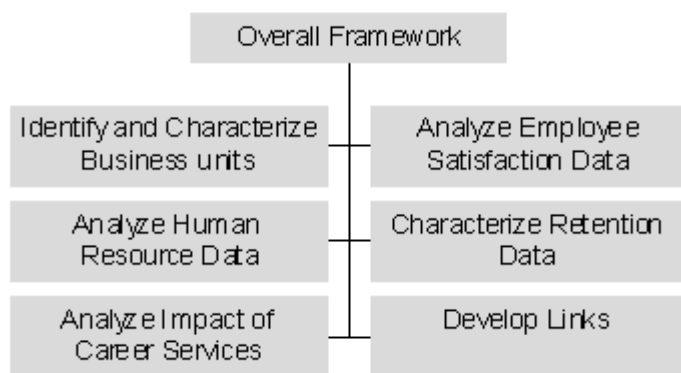 Overall Framework
Identify and Characterize
Business units
Analyze Employee
Satisfaction Data
Analyze Human
Resource Data
Characterize Retention
Data
Analyze Impact of
Career Services
Develop Links